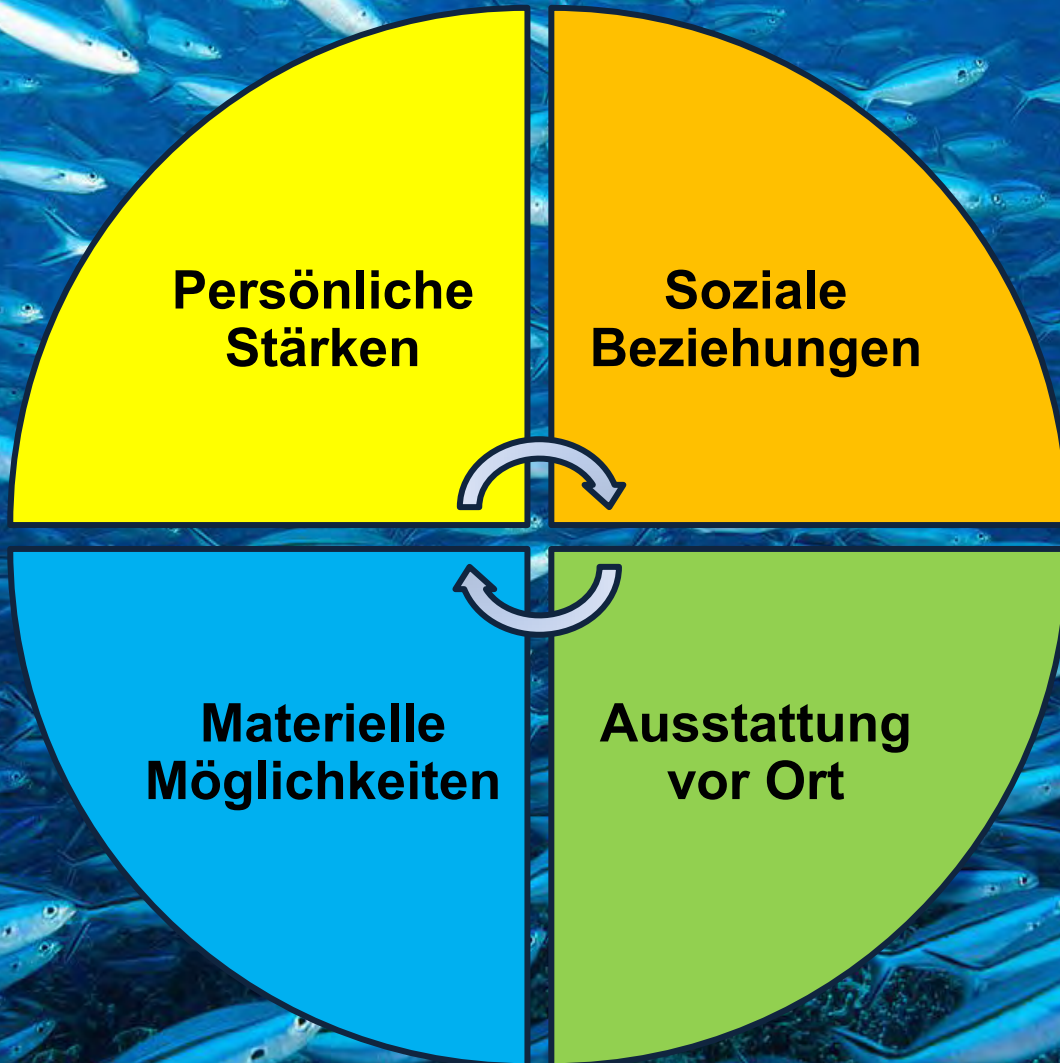 Persönliche
Stärken
Soziale
Beziehungen
Materielle
Möglichkeiten
Ausstattung
vor Ort